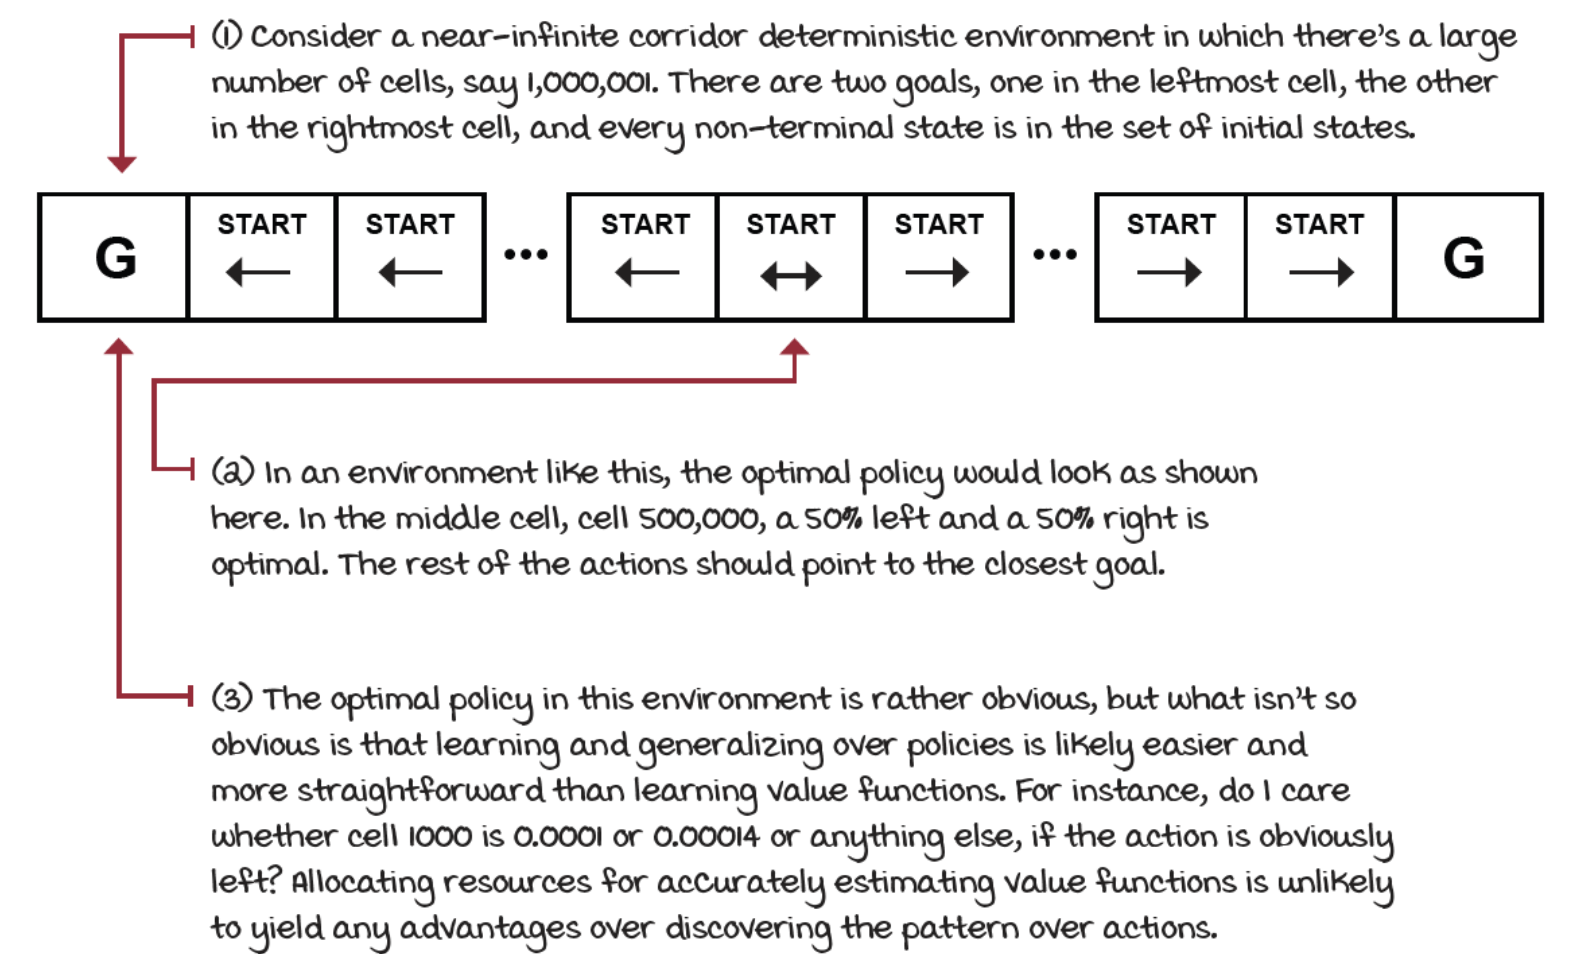 (1) Consider a near-infinite corridor deterministic environment in which there's a large
number of cells, say 1,000,001. There are two goals, one in the leftmost cell, the other
in the rightmost cell, and every non-terminal state is in the set of initial states.
G START START ... START START START ... START START G
(2) In an environment like this, the optimal policy would look as shown
here. In the middle cell, cell 500,000, a 50% left and a 50% right is
optimal. The rest of the actions should point to the closest goal.
(3) The optimal policy in this environment is rather obvious, but what isn't so
obvious is that learning and generalizing over policies is likely easier and
more straightforward than learning value functions. For instance, do I care
whether cell 1000 is 0.0001 or 0.00014 or anything else, if the action is obviously
left? Allocating resources for accurately estimating value functions is unlikely
to yield any advantages over discovering the pattern over actions.